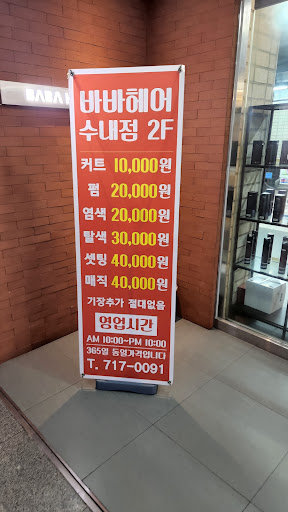 BABA
바바헤어
수내점 2F
커트 10,000원
펌 20,000원
염색 20,000원
탈색 30,000원
셋팅 40,000원
매직 40,000원
기장추가 절대없음
영업시간
AM 10:00~PM 10:00
365일 동일가격입니다
T. 717-0091